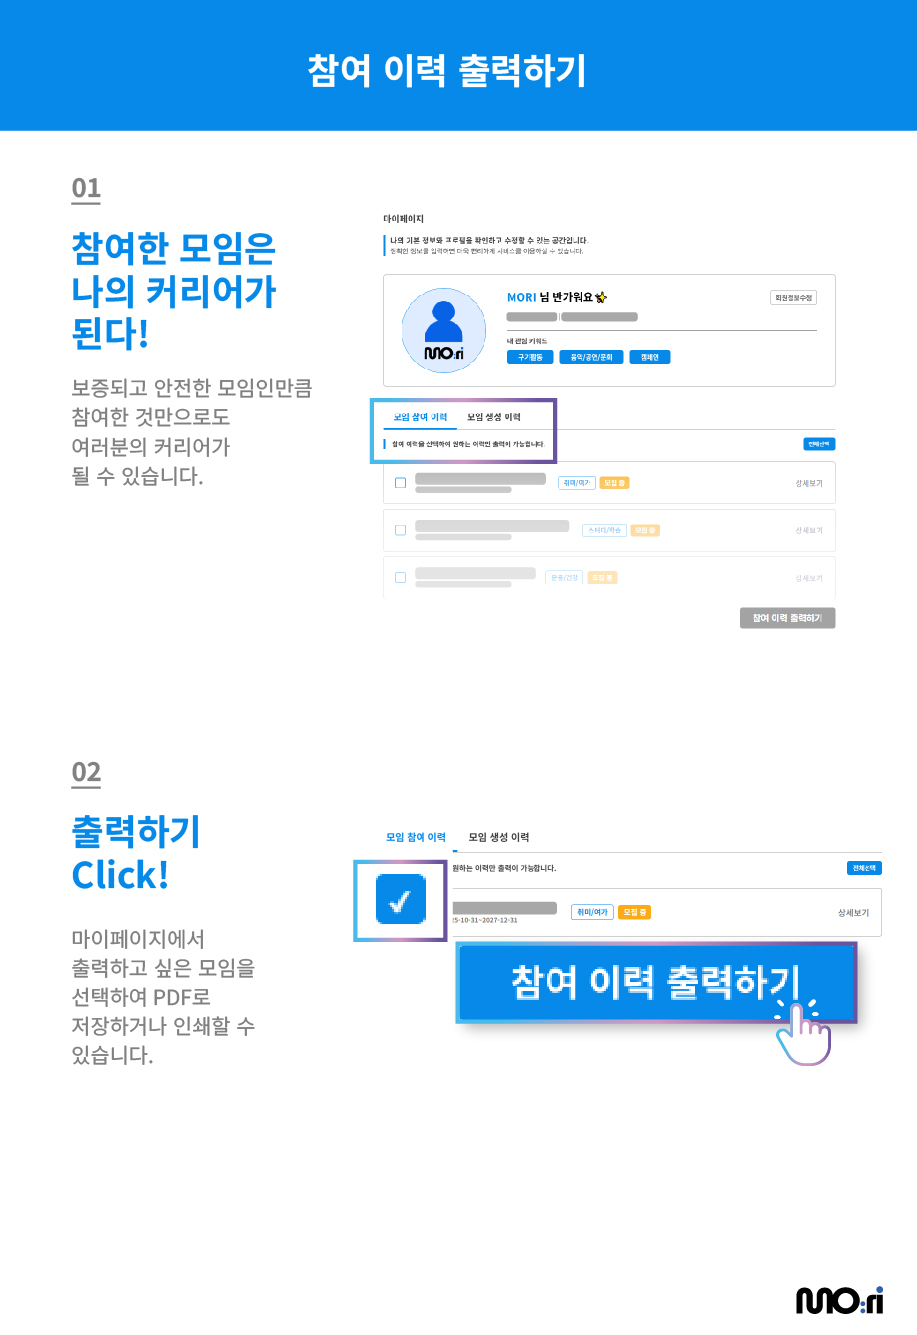 참여 이력 출력하기
01
참여한 모임은
나의 커리어가
된다!
보증되고 안전한 모임인만큼
참여한 것만으로도
여러분의 커리어가
될 수 있습니다.
마이페이지
나의 기본 정보와 프로필을 확인하고 수정할 수 있는 공간입니다.
정확한 정보를 입력하면 더욱 편리하게 서비스를 이용하실 수 있습니다.
MORI 님 반가워요
회원정보수정
내 관심 키워드
구기활동 음악/공연/문화 캠페인
MO:ri
모임 참여 이력 모임 생성 이력
참여 이력을 선택하여 원하는 이력만 출력이 가능합니다.
전체선택
취미/여가 모집 중 상세보기
스터디/학습 모집 중 상세보기
운동/건강 모집 중 상세보기
참여 이력 출력하기
02
출력하기
Click!
마이페이지에서
출력하고 싶은 모임을
선택하여 PDF로
저장하거나 인쇄할 수
있습니다.
모임 참여 이력 모임 생성 이력
원하는 이력만 출력이 가능합니다.
전체선택
취미/여가 모집 중 상세보기
25-10-31~2027-12-31
참여 이력 출력하기
MO:ri